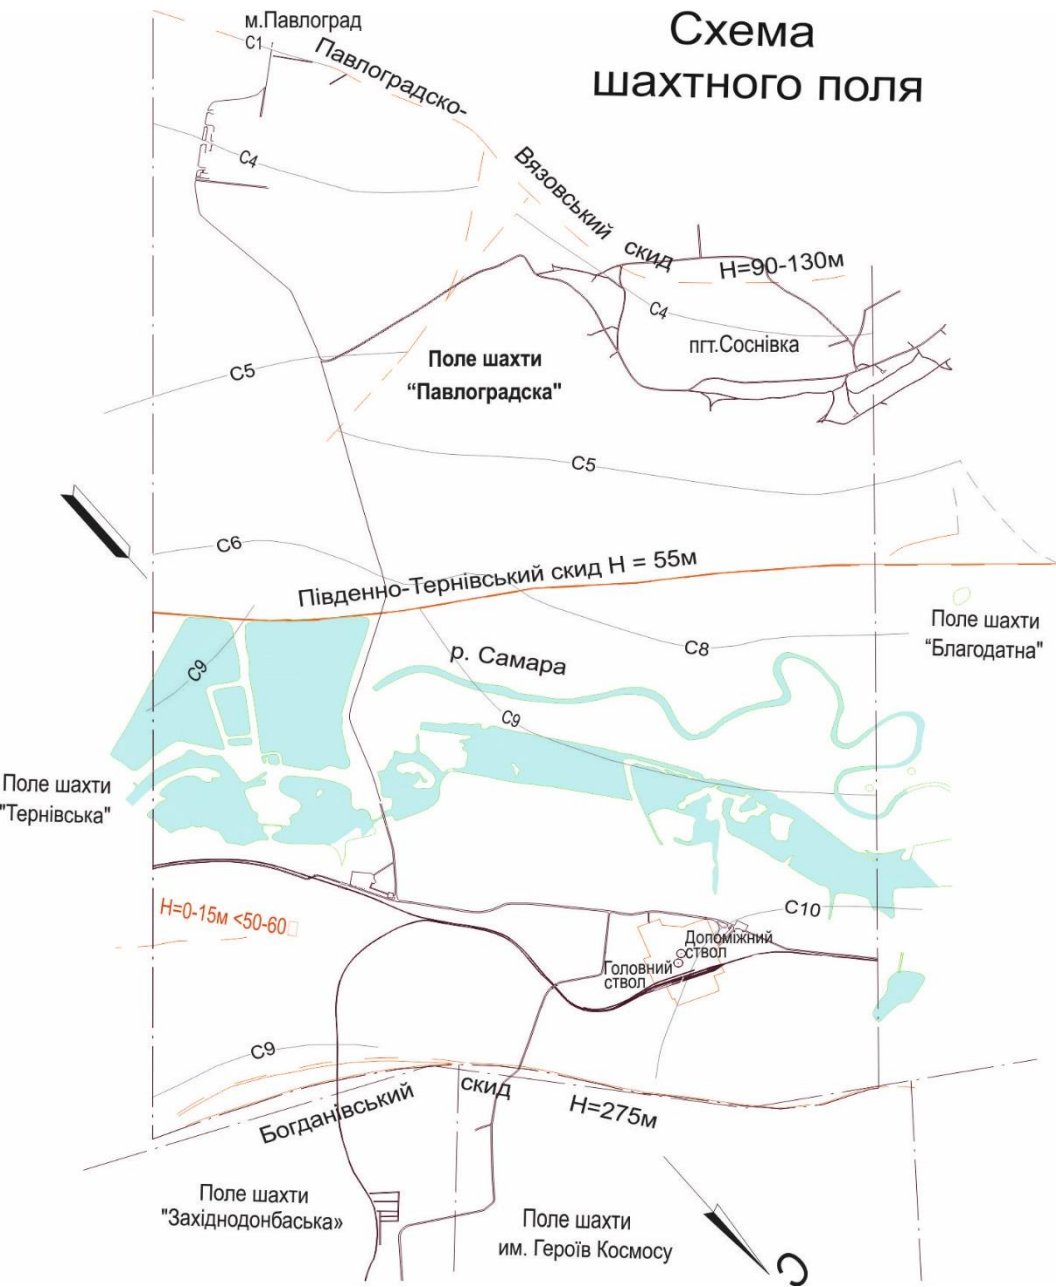 Схема
шахтного поля
м.Павлоград
С1
Павлоградско-
Вязовський скид
Н=90-130м
С4
С4
пгт.Соснівка
Поле шахти
“Павлоградска"
С5
С5
С6
Південно-Тернівський скид Н = 55м
Поле шахти
“Благодатна"
С8
С9
р. Самара
С9
Поле шахти
"Тернівська"
Н=0-15м <50-60
С10
Допоміжний
ствол
Головний
ствол
С9
Богданівський скид Н=275м
Поле шахти
"Західнодонбаська»
Поле шахти
им. Героїв Космосу
С